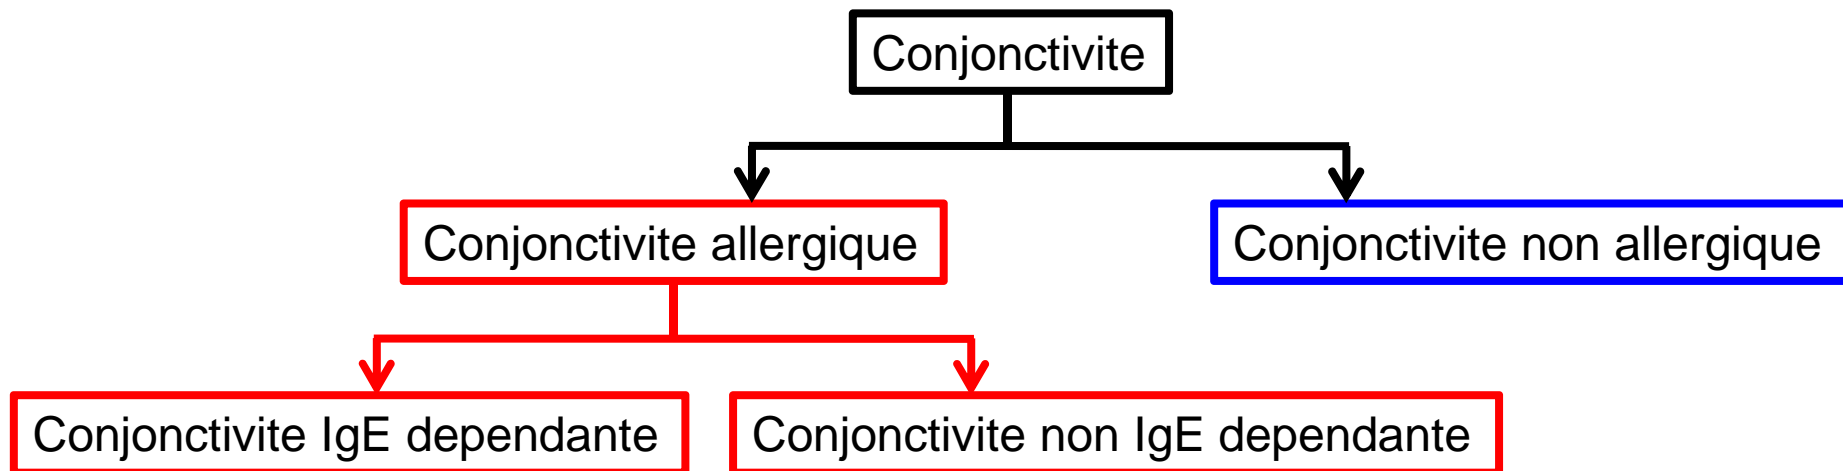 Conjonctivite
Conjonctivite allergique
Conjonctivite non allergique
Conjonctivite IgE dependante
Conjonctivite non IgE dependante